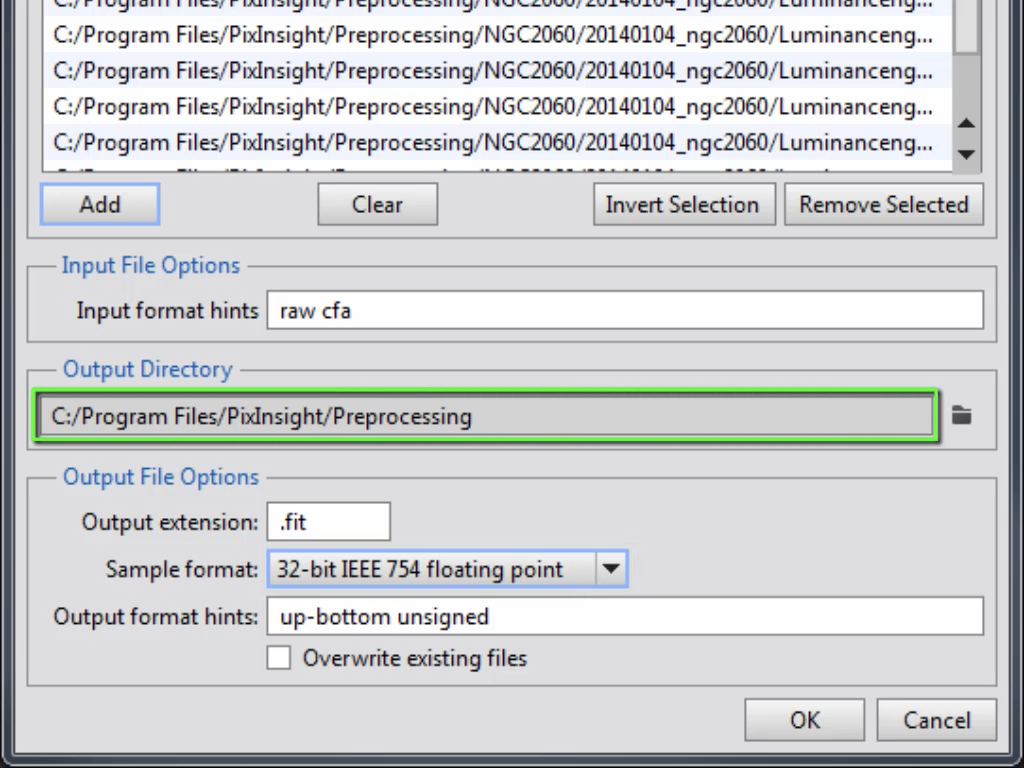 C:/Program Files/PixInsight/Preprocessing/NGC2060/20140104_ngc2060/Luminanceng...
C:/Program Files/PixInsight/Preprocessing/NGC2060/20140104_ngc2060/Luminanceng...
C:/Program Files/PixInsight/Preprocessing/NGC2060/20140104_ngc2060/Luminanceng...
C:/Program Files/PixInsight/Preprocessing/NGC2060/20140104_ngc2060/Luminanceng...
C:/Program Files/PixInsight/Preprocessing/NGC2060/20140104_ngc2060/Luminanceng...
Add Clear Invert Selection Remove Selected
Input File Options
Input format hints raw cfa
Output Directory
C:/Program Files/PixInsight/Preprocessing
Output File Options
Output extension: .fit
Sample format: 32-bit IEEE 754 floating point
Output format hints: up-bottom unsigned
Overwrite existing files
OK Cancel